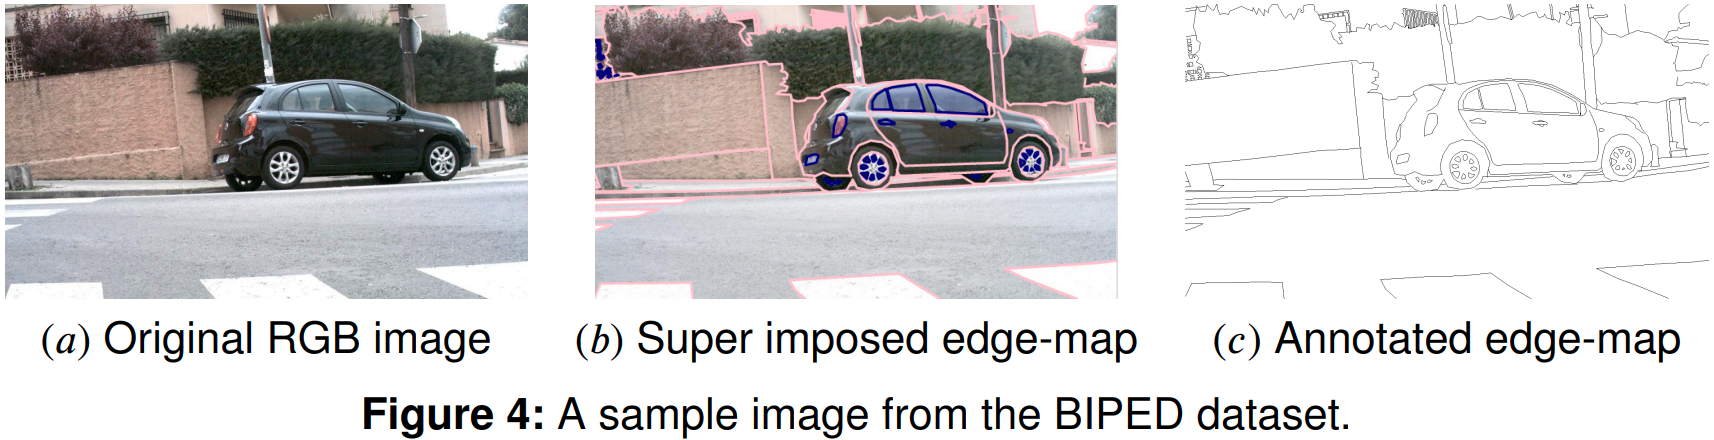 (a) Original RGB image
(b) Super imposed edge-map
(c) Annotated edge-map
Figure 4: A sample image from the BIPED dataset.